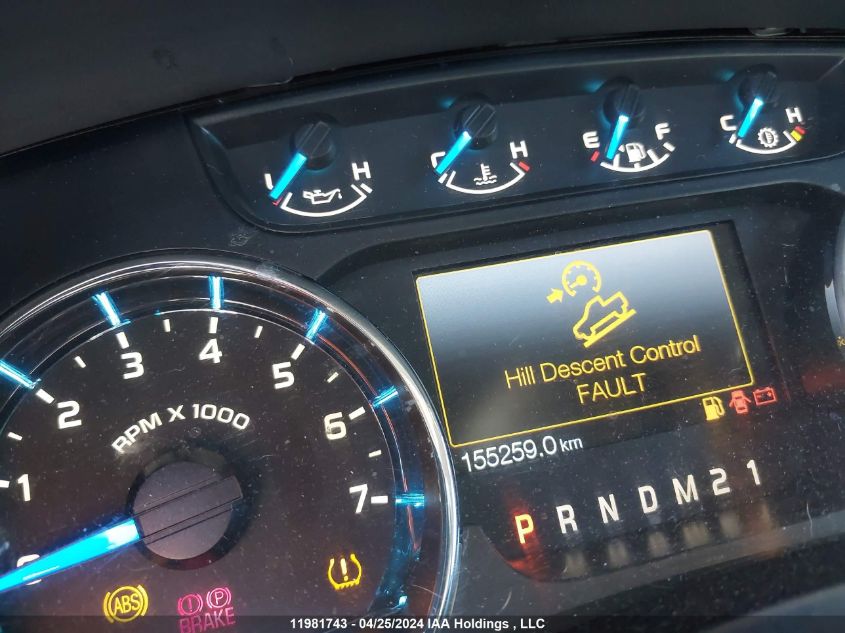 L H
C H
E F
C H
Hill Descent Control
FAULT
155259.0 km
P R N D M 2 1
0 1 2 3 4 5 6 7
RPM X 1000
ABS
P
BRAKE
11981743 - 04/25/2024 IAA Holdings , LLC